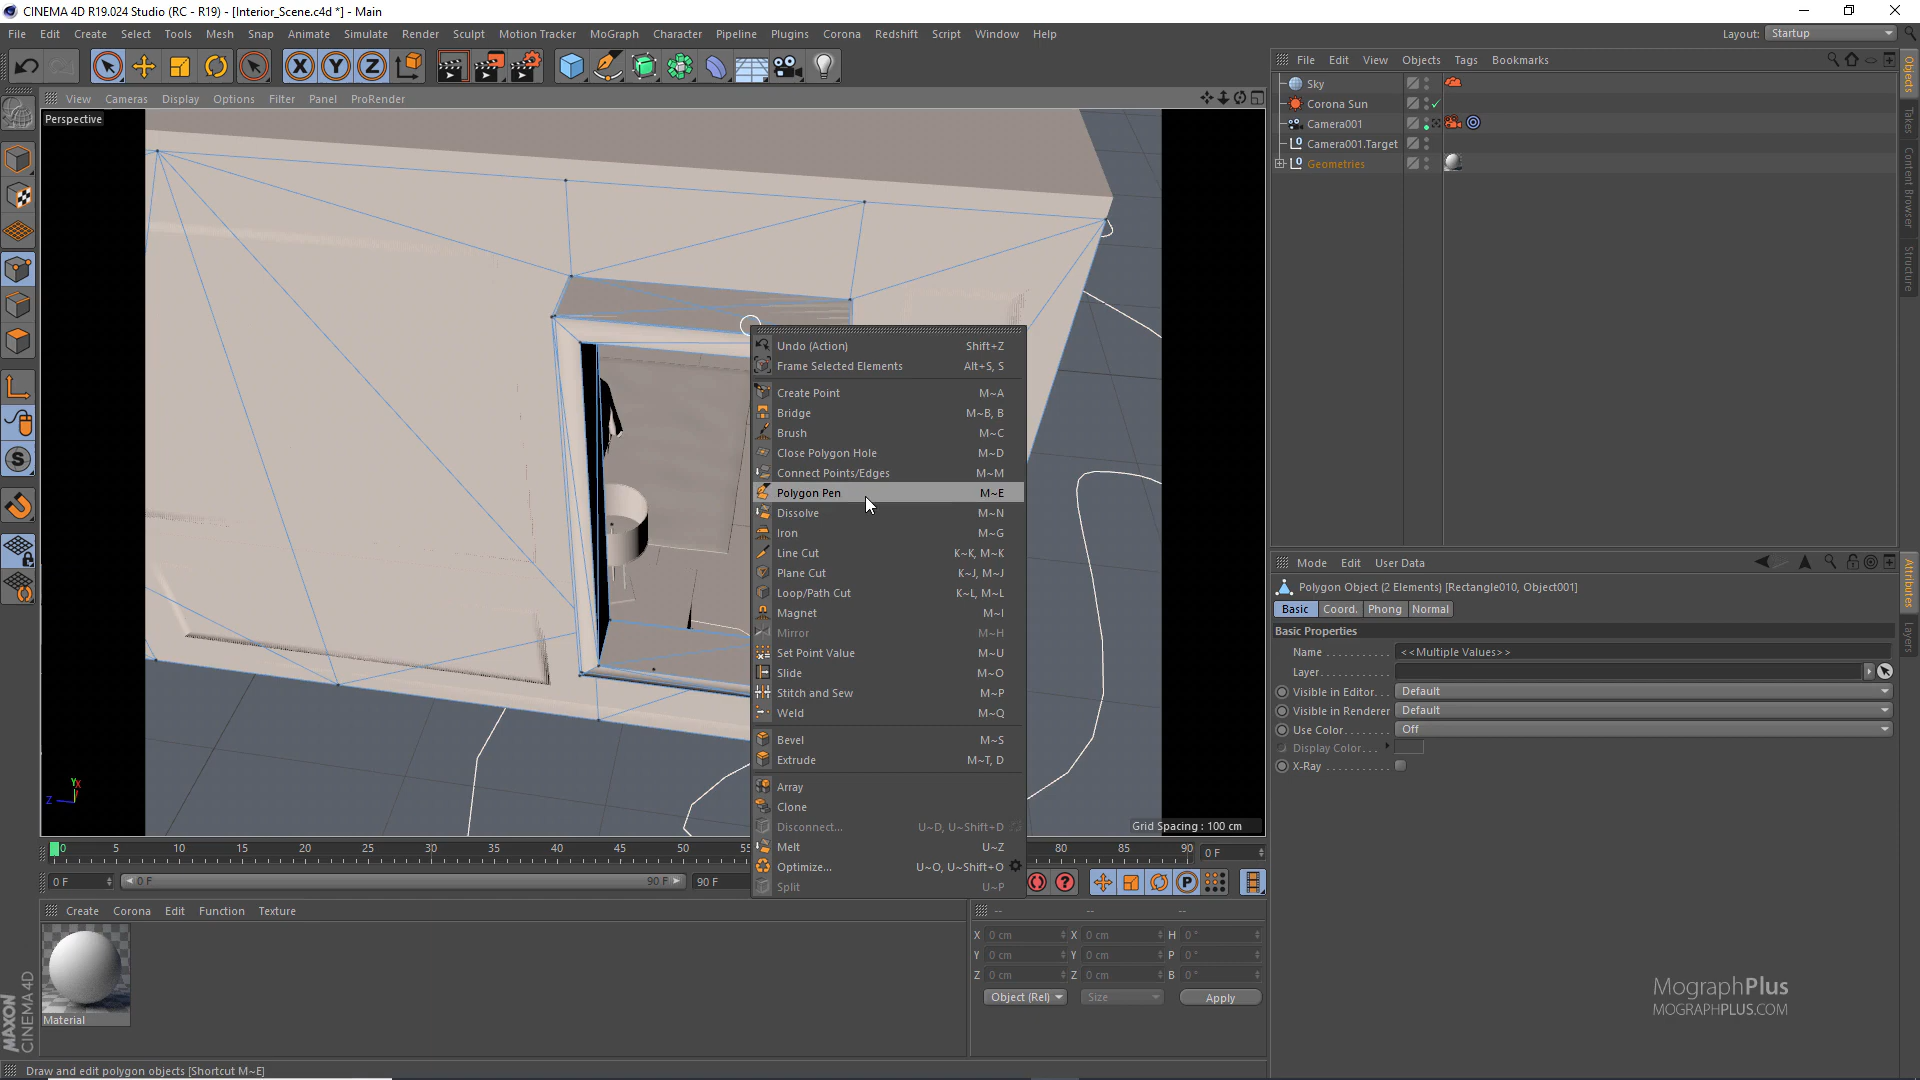 CINEMA 4D R19.024 Studio (RC - R19) - [Interior_Scene.c4d *] - Main
File Edit Create Select Tools Mesh Snap Animate Simulate Render Sculpt Motion Tracker MoGraph Character Pipeline Plugins Corona Redshift Script Window Help Layout: Startup
File Edit View Objects Tags Bookmarks
View Cameras Display Options Filter Panel ProRender
Perspective
Sky
Corona Sun
Camera001
Camera001.Target
Geometries
Objects
Takes
Content Browser
Structure
Undo (Action) Shift+Z
Frame Selected Elements Alt+S, S
Create Point M~A
Bridge M~B, B
Brush M~C
Close Polygon Hole M~D
Connect Points/Edges M~M
Polygon Pen M~E
Dissolve M~N
Iron M~G
Line Cut K~K, M~K
Plane Cut K~J, M~J
Loop/Path Cut K~L, M~L
Magnet M~I
Mirror M~H
Set Point Value M~U
Slide M~O
Stitch and Sew M~P
Weld M~Q
Bevel M~S
Extrude M~T, D
Array
Clone
Disconnect... U~D, U~Shift+D
Melt U~Z
Optimize... U~O, U~Shift+O
Split U~P
Mode Edit User Data
Polygon Object (2 Elements) [Rectangle010, Object001]
Basic Coord. Phong Normal
Basic Properties
Name <<Multiple Values>>
Layer
Visible in Editor Default
Visible in Renderer Default
Use Color Off
Display Color
X-Ray
Attributes
Layers
Y X
Z
Grid Spacing : 100 cm
0 5 10 15 20 25 30 35 40 45 50 55 80 85 90 0 F
0 F 0 F 90 F 90 F
Create Corona Edit Function Texture
-- -- --
X 0 cm X 0 cm H 0 °
Y 0 cm Y 0 cm P 0 °
Z 0 cm Z 0 cm B 0 °
Object (Rel) Size Apply
Material
MAXON
CINEMA 4D
MographPlus
MOGRAPHPLUS.COM
Draw and edit polygon objects [Shortcut M~E]